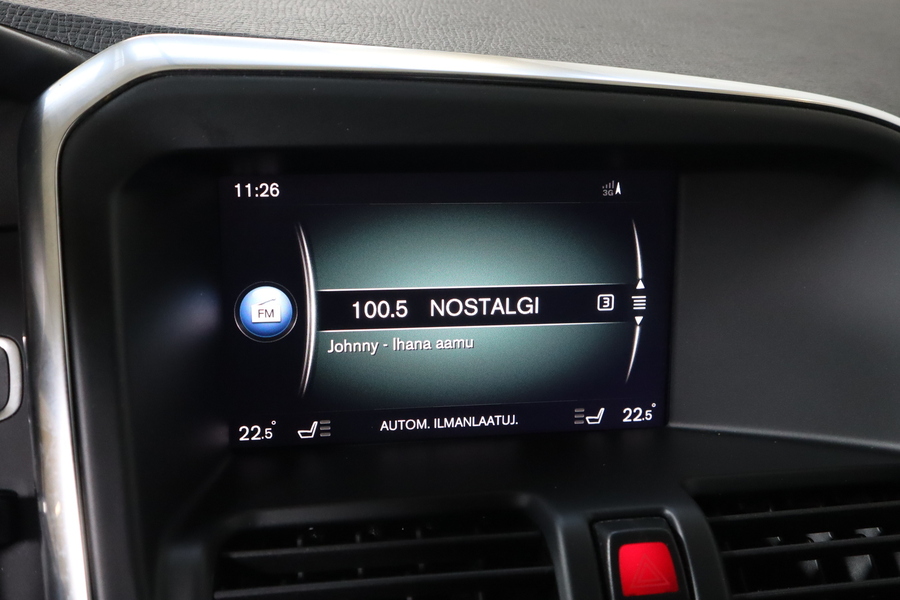 11:26
3G
FM
100.5 NOSTALGI 3
Johnny - Ihana aamu
22.5° AUTOM. ILMANLAATUJ. 22.5°